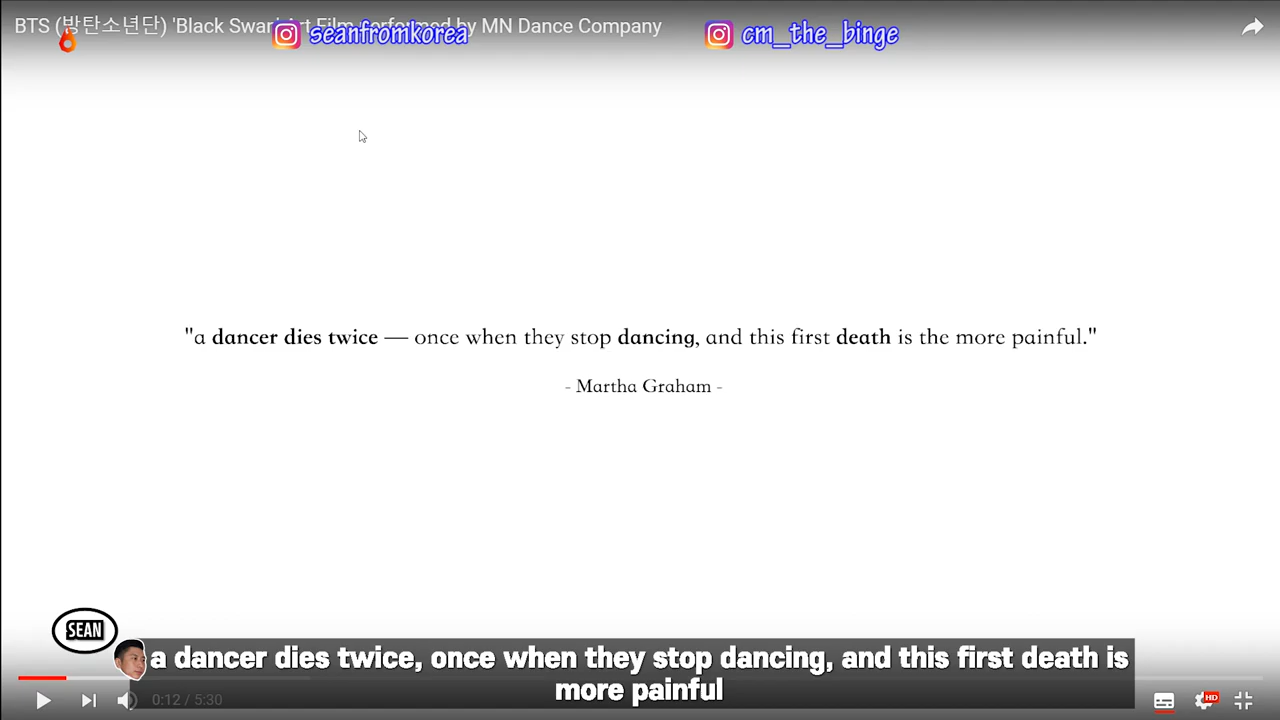 BTS (방탄소년단) 'Black Swan' Art Film performed by MN Dance Company
seanfromkorea
cm_the_binge
"a dancer dies twice — once when they stop dancing, and this first death is the more painful."
- Martha Graham -
SEAN
a dancer dies twice, once when they stop dancing, and this first death is
more painful
0:12 / 5:30
HD